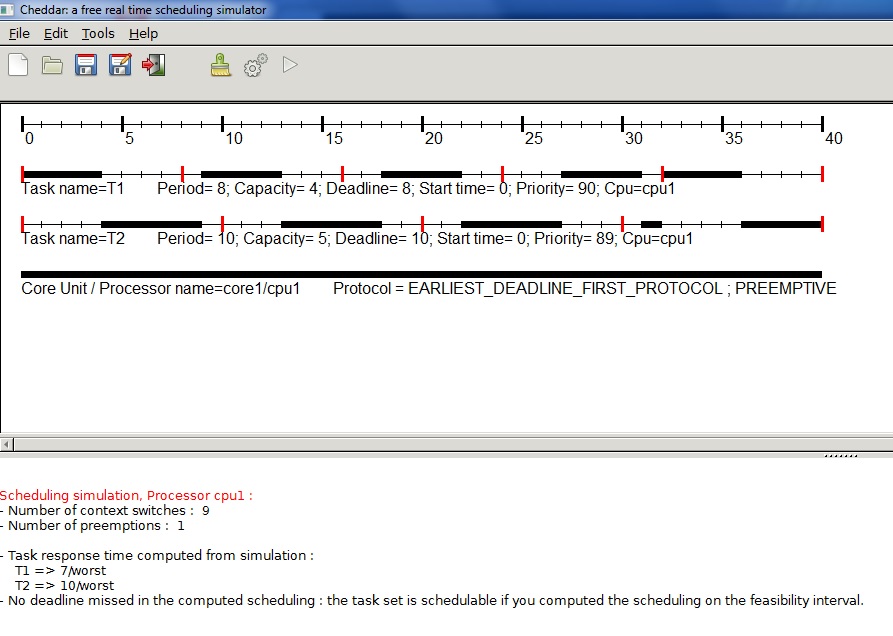 Cheddar: a free real time scheduling simulator
File Edit Tools Help
0 5 10 15 20 25 30 35 40
Task name=T1 Period= 8; Capacity= 4; Deadline= 8; Start time= 0; Priority= 90; Cpu=cpu1
Task name=T2 Period= 10; Capacity= 5; Deadline= 10; Start time= 0; Priority= 89; Cpu=cpu1
Core Unit / Processor name=core1/cpu1 Protocol = EARLIEST_DEADLINE_FIRST_PROTOCOL ; PREEMPTIVE
Scheduling simulation, Processor cpu1 :
- Number of context switches : 9
- Number of preemptions : 1
- Task response time computed from simulation :
T1 => 7/worst
T2 => 10/worst
- No deadline missed in the computed scheduling : the task set is schedulable if you computed the scheduling on the feasibility interval.